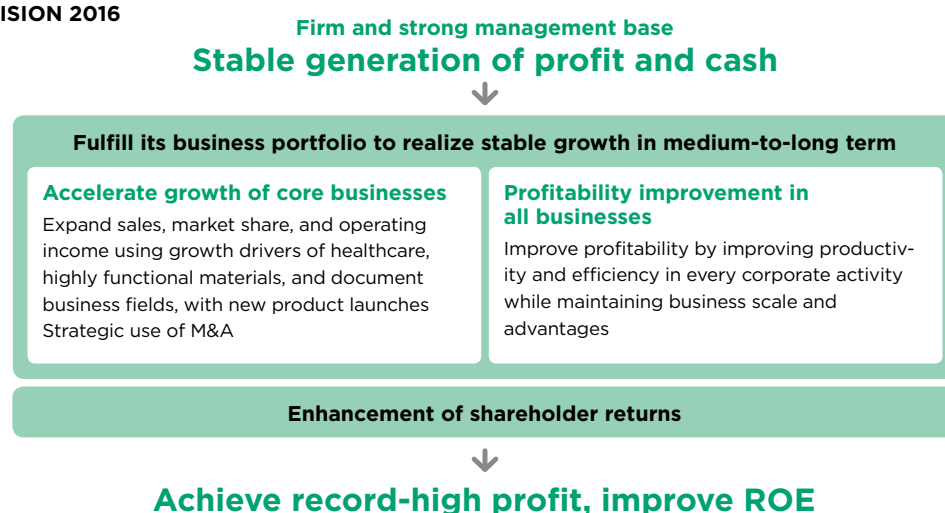 ISION 2016
Firm and strong management base
Stable generation of profit and cash
Fulfill its business portfolio to realize stable growth in medium-to-long term
Accelerate growth of core businesses
Expand sales, market share, and operating
income using growth drivers of healthcare,
highly functional materials, and document
business fields, with new product launches
Strategic use of M&A
Profitability improvement in
all businesses
Improve profitability by improving productiv-
ity and efficiency in every corporate activity
while maintaining business scale and
advantages
Enhancement of shareholder returns
Achieve record-high profit, improve ROE